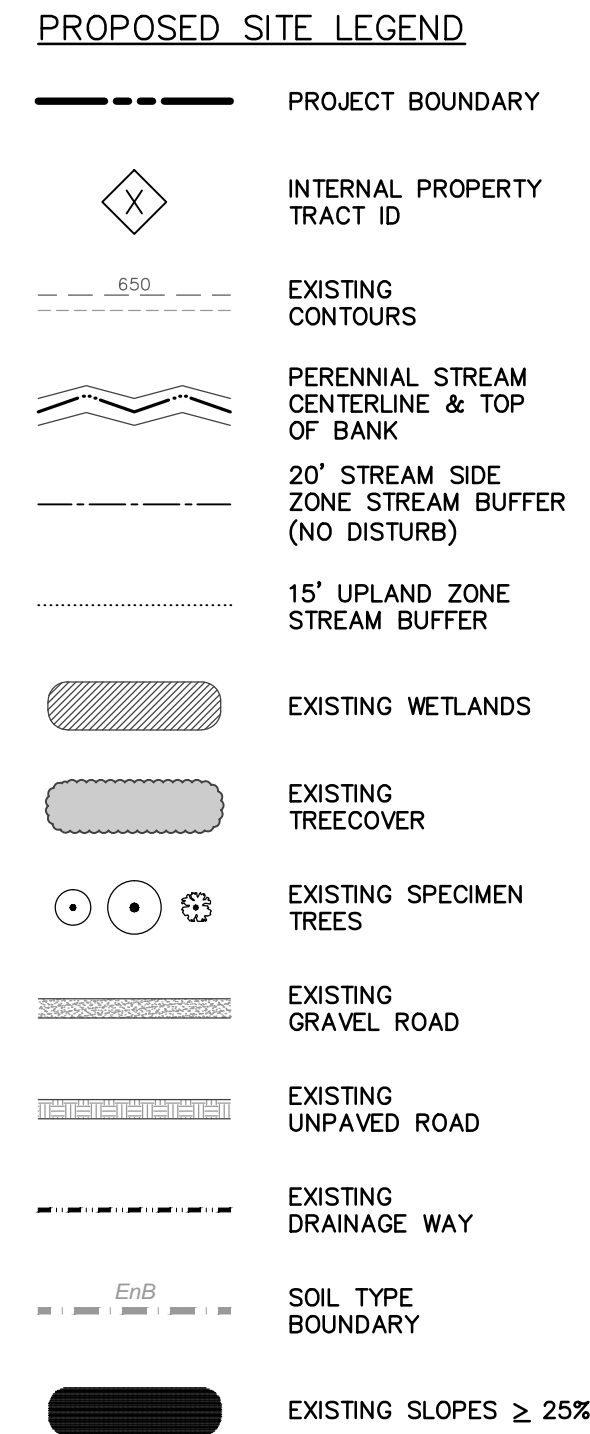 PROPOSED SITE LEGEND
PROJECT BOUNDARY
X
INTERNAL PROPERTY
TRACT ID
650
EXISTING
CONTOURS
PERENNIAL STREAM
CENTERLINE & TOP
OF BANK
20' STREAM SIDE
ZONE STREAM BUFFER
(NO DISTURB)
15' UPLAND ZONE
STREAM BUFFER
EXISTING WETLANDS
EXISTING
TREECOVER
EXISTING SPECIMEN
TREES
EXISTING
GRAVEL ROAD
EXISTING
UNPAVED ROAD
EXISTING
DRAINAGE WAY
EnB
SOIL TYPE
BOUNDARY
EXISTING SLOPES ≥ 25%